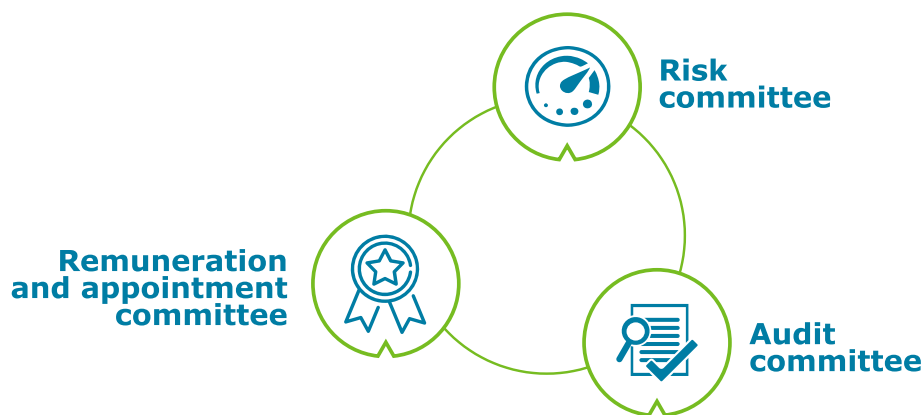 Risk
committee
Remuneration
and appointment
committee
Audit
committee